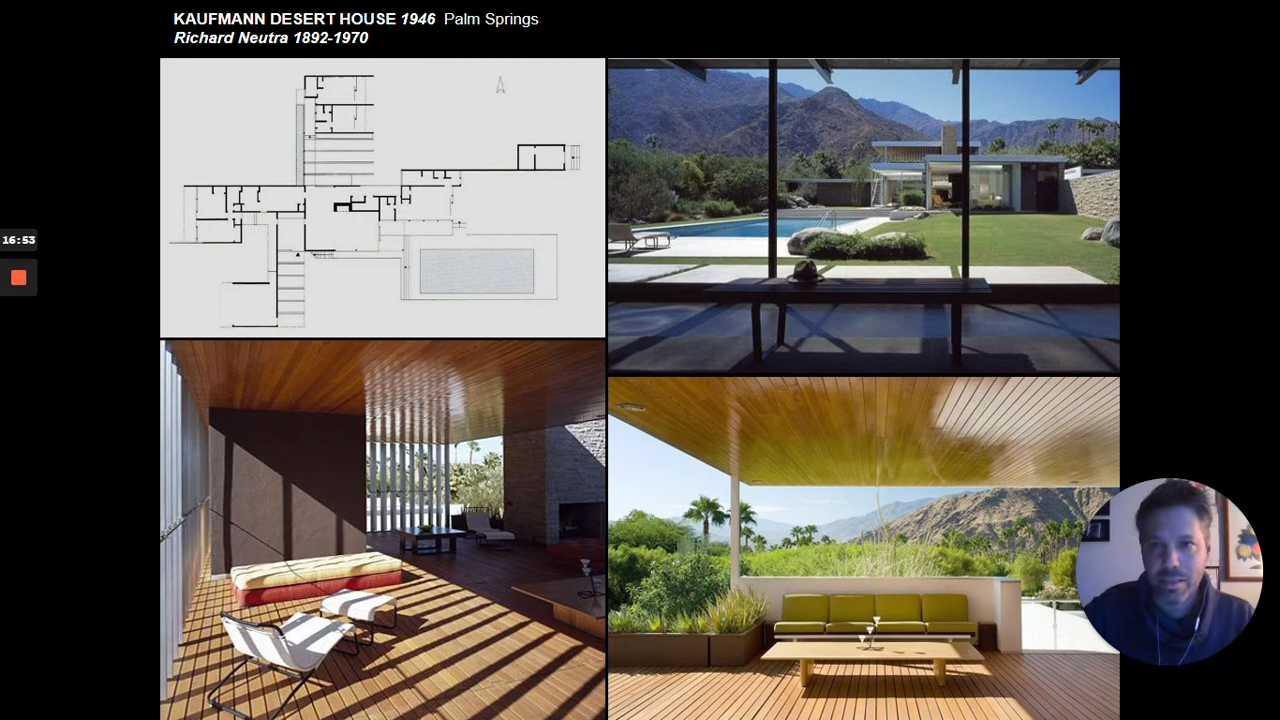 KAUFMANN DESERT HOUSE 1946 Palm Springs
Richard Neutra 1892-1970
16:53